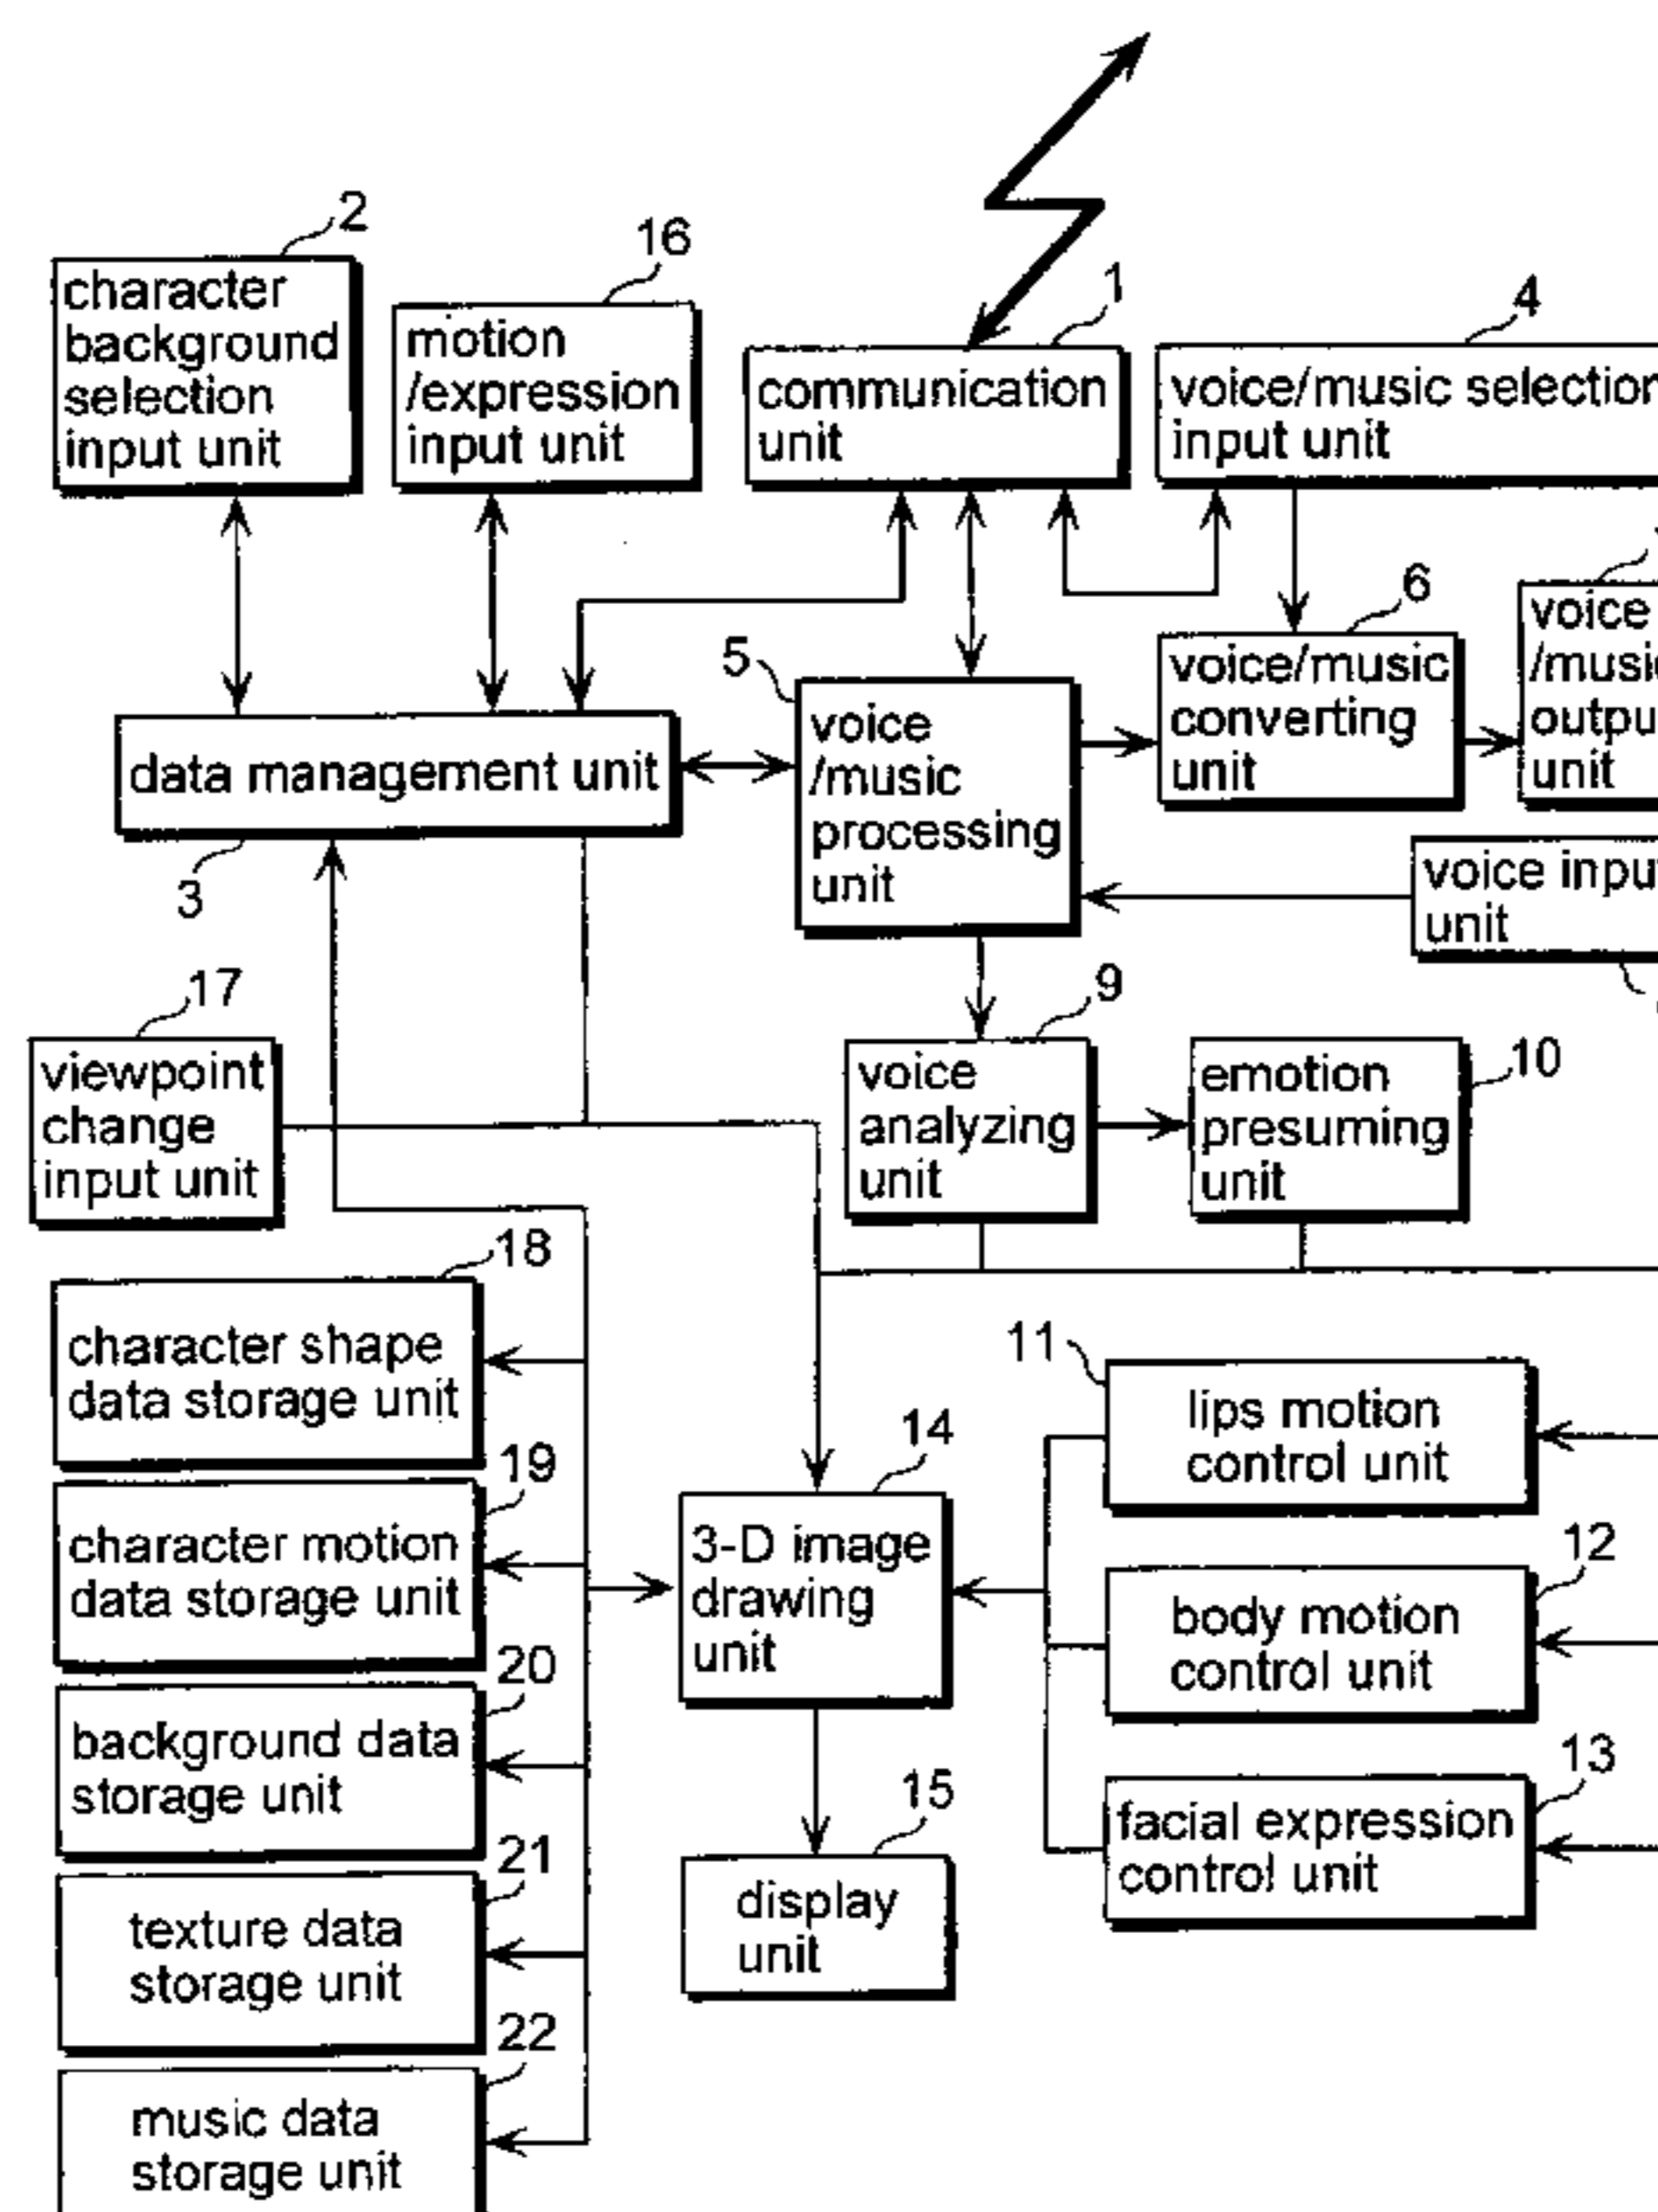 2
character
background
selection
input unit
16
motion
/expression
input unit
1
communication
unit
4
voice/music selection
input unit
data management unit
3
5
voice
/music
processing
unit
6
voice/music
converting
unit
voice
unit
voice
unit
17
viewpoint
change
input unit
9
voice
analyzing
unit
10
emotion
presuming
unit
18
character shape
data storage unit
19
character motion
data storage unit
20
background data
storage unit
21
texture data
storage unit
22
music data
storage unit
14
3-D image
drawing
unit
15
display
unit
11
lips motion
control unit
12
body motion
control unit
13
facial expression
control unit